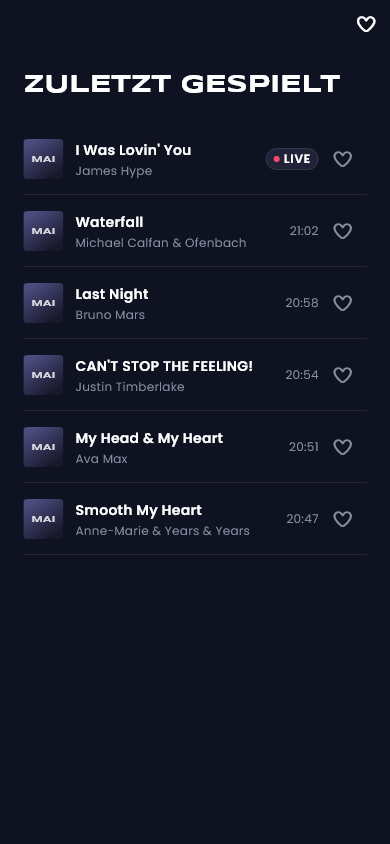 ZULETZT GESPIELT
MAI
I Was Lovin' You
James Hype
LIVE
MAI
Waterfall
Michael Calfan & Ofenbach
21:02
MAI
Last Night
Bruno Mars
20:58
MAI
CAN'T STOP THE FEELING!
Justin Timberlake
20:54
MAI
My Head & My Heart
Ava Max
20:51
MAI
Smooth My Heart
Anne-Marie & Years & Years
20:47